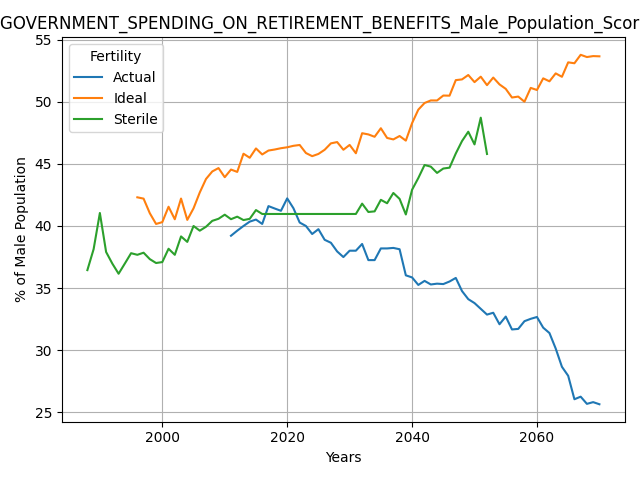 GOVERNMENT_SPENDING_ON_RETIREMENT_BENEFITS_Male_Population_Scor
Fertility
Actual
Ideal
Sterile
% of Male Population
55
50
45
40
35
30
25
2000 2020 2040 2060
Years